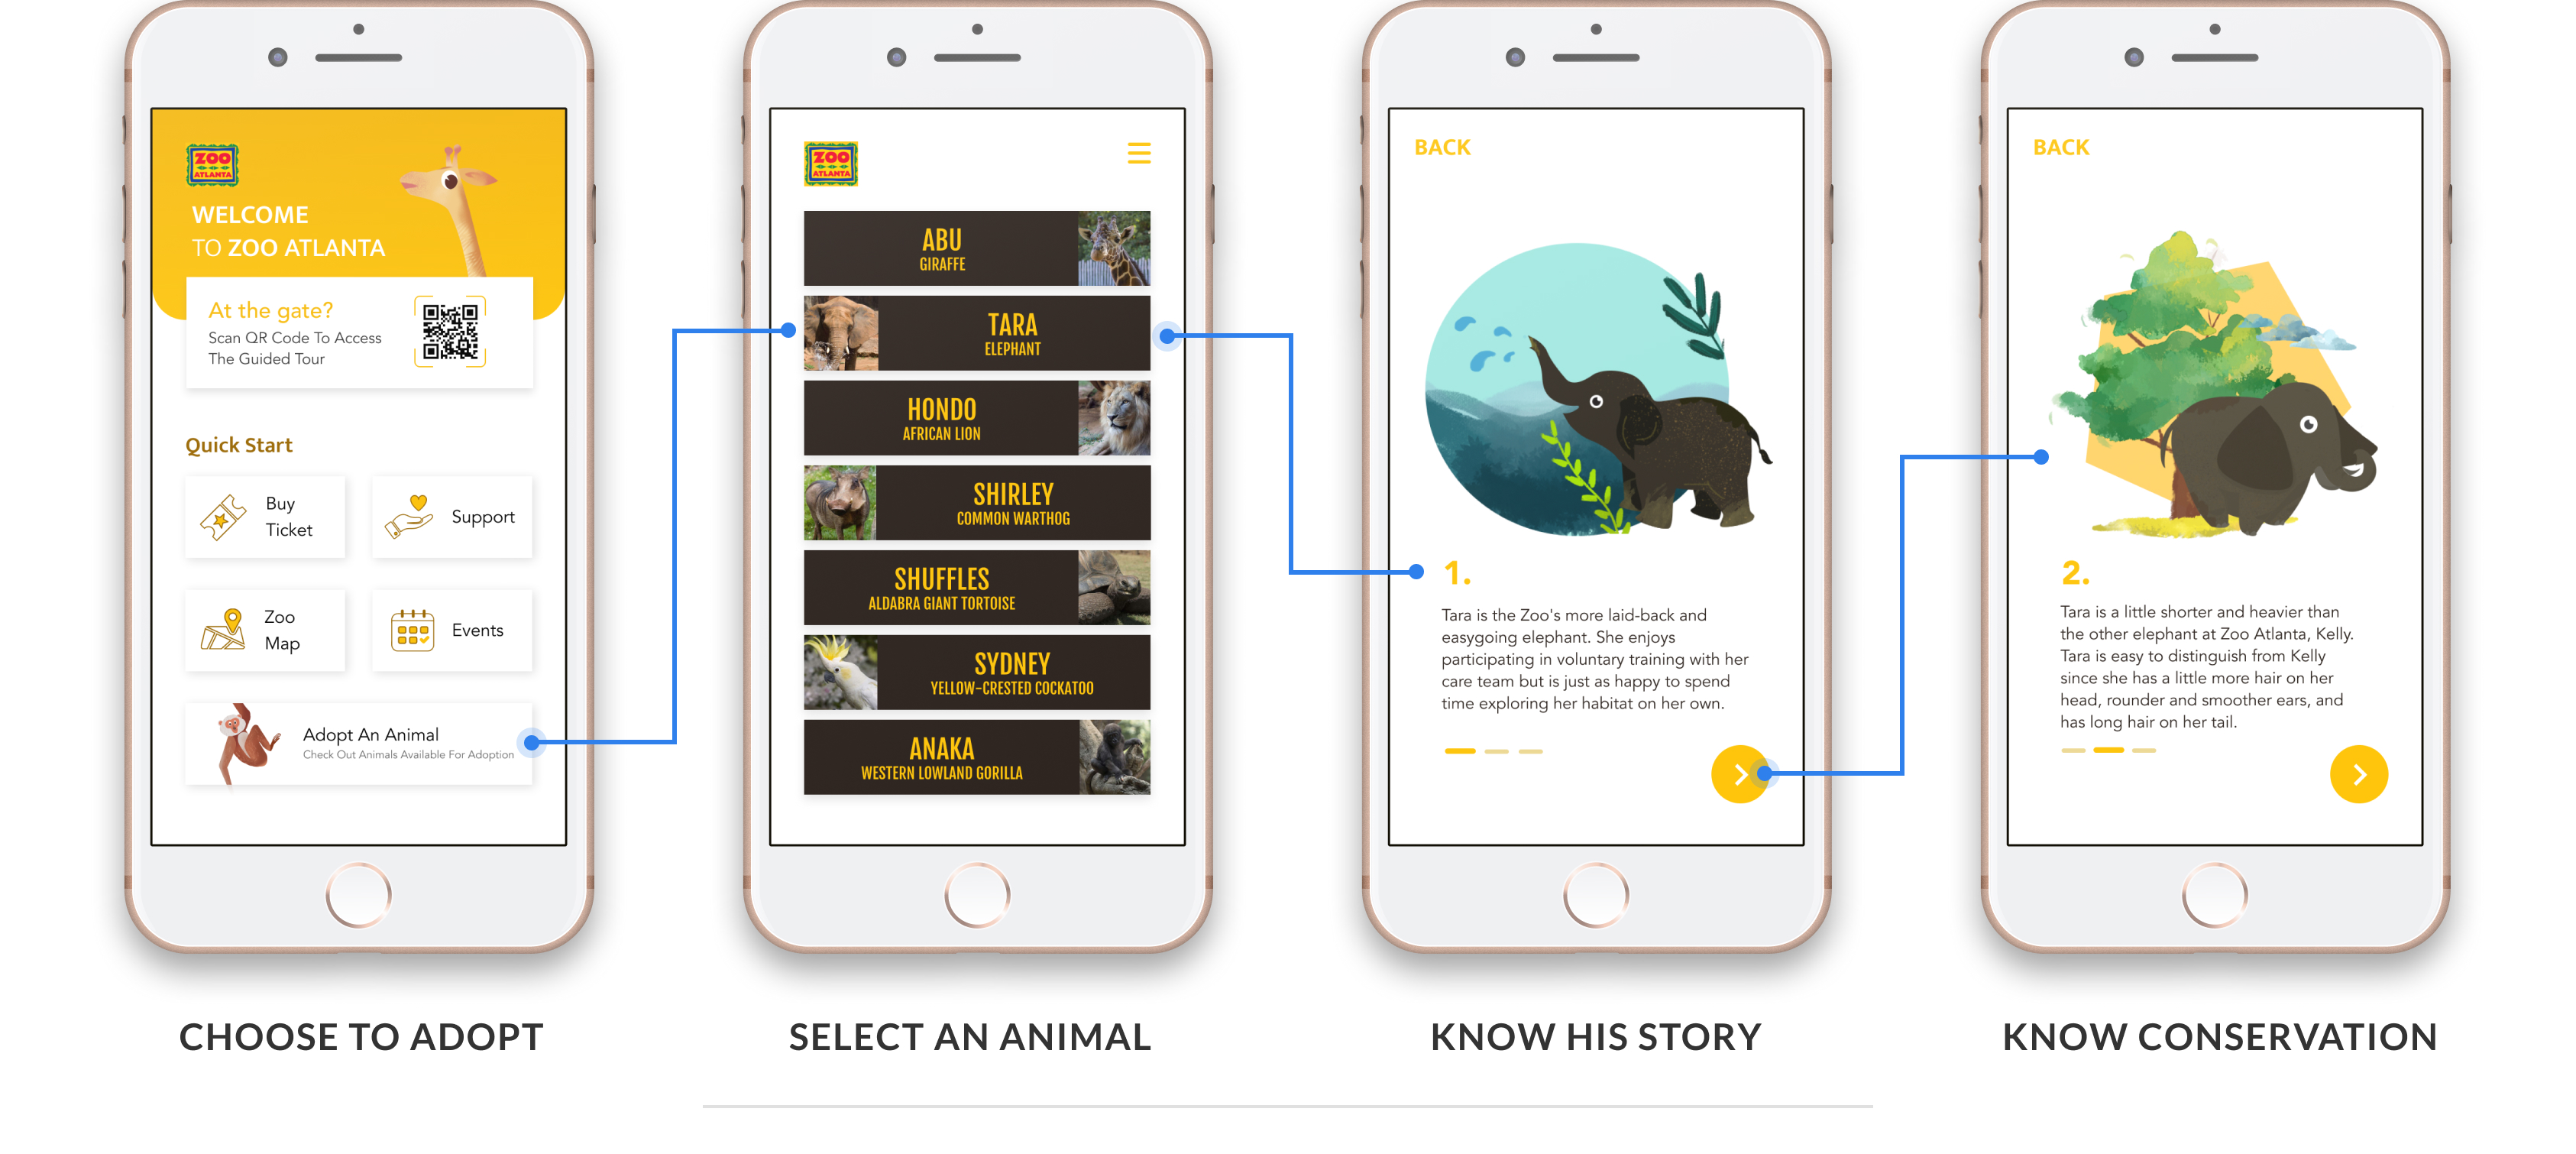 ZOO
ATLANTA
WELCOME
TO ZOO ATLANTA
At the gate?
Scan QR Code To Access
The Guided Tour
Quick Start
Buy
Ticket
Support
Zoo
Map
Events
Adopt An Animal
Check Out Animals Available For Adoption
CHOOSE TO ADOPT
ZOO
ATLANTA
ABU
GIRAFFE
TARA
ELEPHANT
HONDO
AFRICAN LION
SHIRLEY
COMMON WARTHOG
SHUFFLES
ALDABRA GIANT TORTOISE
SYDNEY
YELLOW-CRESTED COCKATOO
ANAKA
WESTERN LOWLAND GORILLA
SELECT AN ANIMAL
BACK
1.
Tara is the Zoo's more laid-back and
easygoing elephant. She enjoys
participating in voluntary training with her
care team but is just as happy to spend
time exploring her habitat on her own.
KNOW HIS STORY
BACK
2.
Tara is a little shorter and heavier than
the other elephant at Zoo Atlanta, Kelly.
Tara is easy to distinguish from Kelly
since she has a little more hair on her
head, rounder and smoother ears, and
has long hair on her tail.
KNOW CONSERVATION